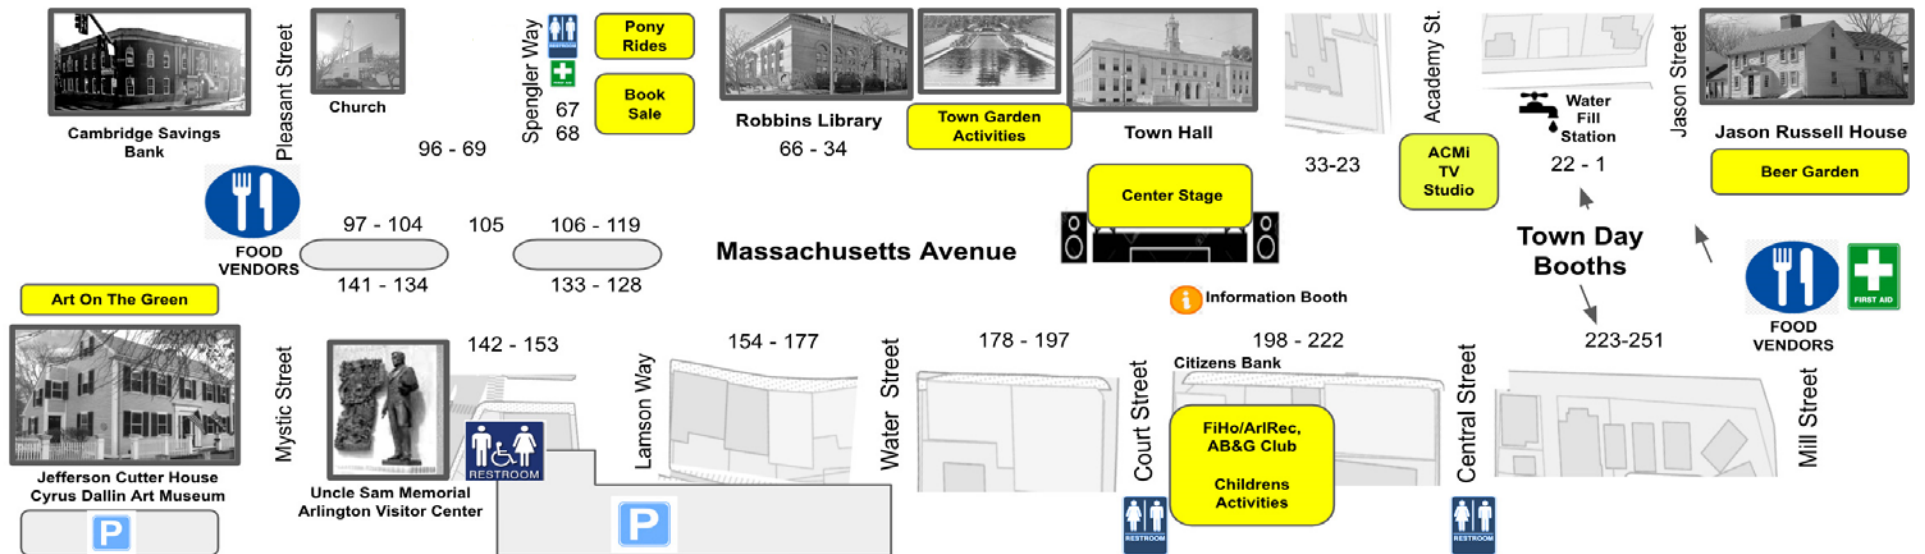 Cambridge Savings
Bank
Pleasant Street
Church
96 - 69
Spengler Way
RESTROOM
FIRST AID
67
68
Pony
Rides
Book
Sale
Robbins Library
66 - 34
Town Garden
Activities
Town Hall
33-23
Academy St.
ACMi
TV
Studio
Water
Fill
Station
22 - 1
Jason Street
Jason Russell House
Beer Garden
FOOD
VENDORS
97 - 104
105
106 - 119
141 - 134
133 - 128
Massachusetts Avenue
Center Stage
i
Information Booth
Town Day
Booths
FOOD
VENDORS
FIRST AID
Art On The Green
Jefferson Cutter House
Cyrus Dallin Art Museum
P
Mystic Street
142 - 153
Uncle Sam Memorial
Arlington Visitor Center
RESTROOM
P
Lamson Way
154 - 177
Water Street
178 - 197
Court Street
RESTROOM
198 - 222
Citizens Bank
FiHo/ArlRec,
AB&G Club
Childrens
Activities
Central Street
RESTROOM
223-251
Mill Street